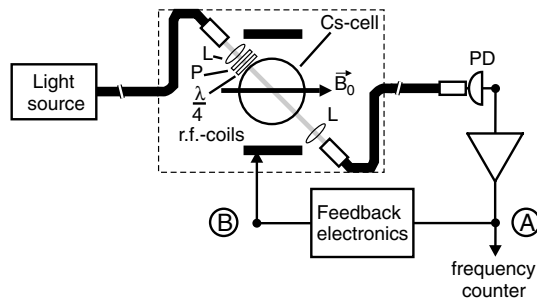 Cs-cell
L
P
λ/4
r.f.-coils
B₀
L
PD
Light
source
B
Feedback
electronics
A
frequency
counter